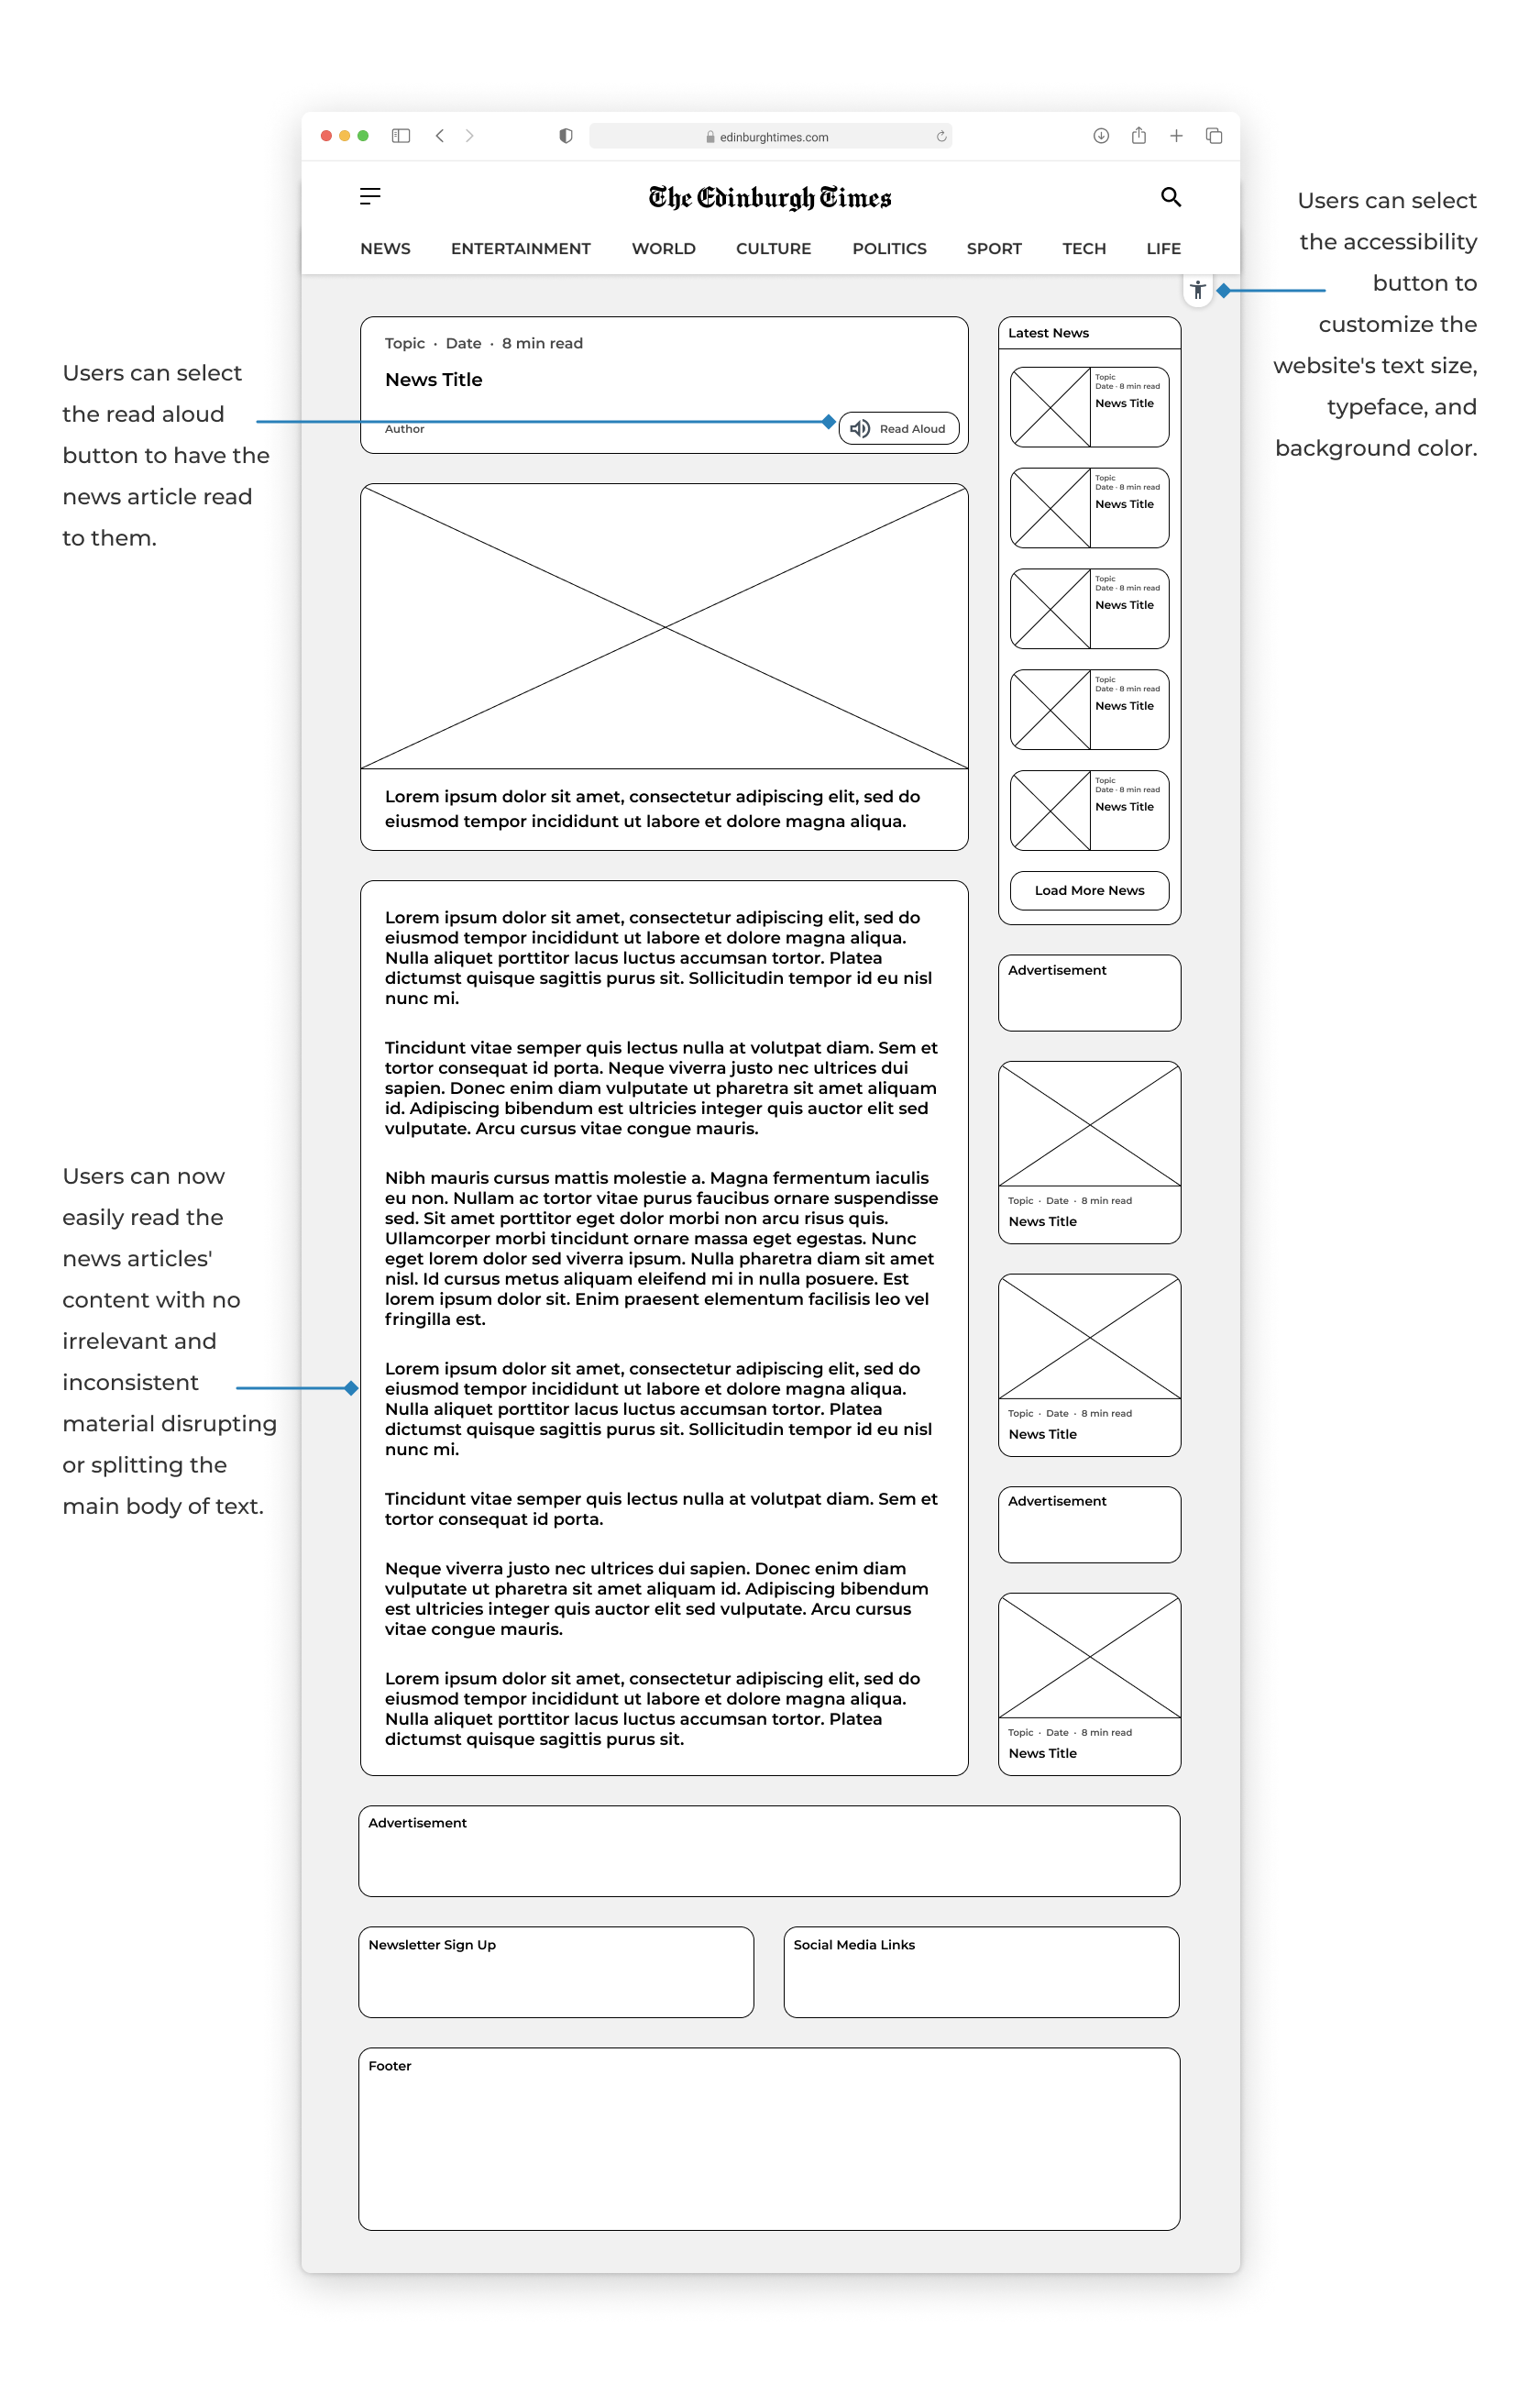 edinburghtimes.com
The Edinburgh Times
NEWS ENTERTAINMENT WORLD CULTURE POLITICS SPORT TECH LIFE
Users can select
the accessibility
button to
customize the
website's text size,
typeface, and
background color.
Users can select
the read aloud
button to have the
news article read
to them.
Topic · Date · 8 min read
News Title
Author
Read Aloud
Lorem ipsum dolor sit amet, consectetur adipiscing elit, sed do
eiusmod tempor incididunt ut labore et dolore magna aliqua.
Users can now
easily read the
news articles'
content with no
irrelevant and
inconsistent
material disrupting
or splitting the
main body of text.
Lorem ipsum dolor sit amet, consectetur adipiscing elit, sed do
eiusmod tempor incididunt ut labore et dolore magna aliqua.
Nulla aliquet porttitor lacus luctus accumsan tortor. Platea
dictumst quisque sagittis purus sit. Sollicitudin tempor id eu nisl
nunc mi.
Tincidunt vitae semper quis lectus nulla at volutpat diam. Sem et
tortor consequat id porta. Neque viverra justo nec ultrices dui
sapien. Donec enim diam vulputate ut pharetra sit amet aliquam
id. Adipiscing bibendum est ultricies integer quis auctor elit sed
vulputate. Arcu cursus vitae congue mauris.
Nibh mauris cursus mattis molestie a. Magna fermentum iaculis
eu non. Nullam ac tortor vitae purus faucibus ornare suspendisse
sed. Sit amet porttitor eget dolor morbi non arcu risus quis.
Ullamcorper morbi tincidunt ornare massa eget egestas. Nunc
eget lorem dolor sed viverra ipsum. Nulla pharetra diam sit amet
nisl. Id cursus metus aliquam eleifend mi in nulla posuere. Est
lorem ipsum dolor sit. Enim praesent elementum facilisis leo vel
fringilla est.
Lorem ipsum dolor sit amet, consectetur adipiscing elit, sed do
eiusmod tempor incididunt ut labore et dolore magna aliqua.
Nulla aliquet porttitor lacus luctus accumsan tortor. Platea
dictumst quisque sagittis purus sit. Sollicitudin tempor id eu nisl
nunc mi.
Tincidunt vitae semper quis lectus nulla at volutpat diam. Sem et
tortor consequat id porta.
Neque viverra justo nec ultrices dui sapien. Donec enim diam
vulputate ut pharetra sit amet aliquam id. Adipiscing bibendum
est ultricies integer quis auctor elit sed vulputate. Arcu cursus
vitae congue mauris.
Lorem ipsum dolor sit amet, consectetur adipiscing elit, sed do
eiusmod tempor incididunt ut labore et dolore magna aliqua.
Nulla aliquet porttitor lacus luctus accumsan tortor. Platea
dictumst quisque sagittis purus sit.
Latest News
Topic
Date · 8 min read
News Title
Topic
Date · 8 min read
News Title
Topic
Date · 8 min read
News Title
Topic
Date · 8 min read
News Title
Topic
Date · 8 min read
News Title
Load More News
Advertisement
Topic · Date · 8 min read
News Title
Topic · Date · 8 min read
News Title
Advertisement
Topic · Date · 8 min read
News Title
Advertisement
Newsletter Sign Up
Social Media Links
Footer